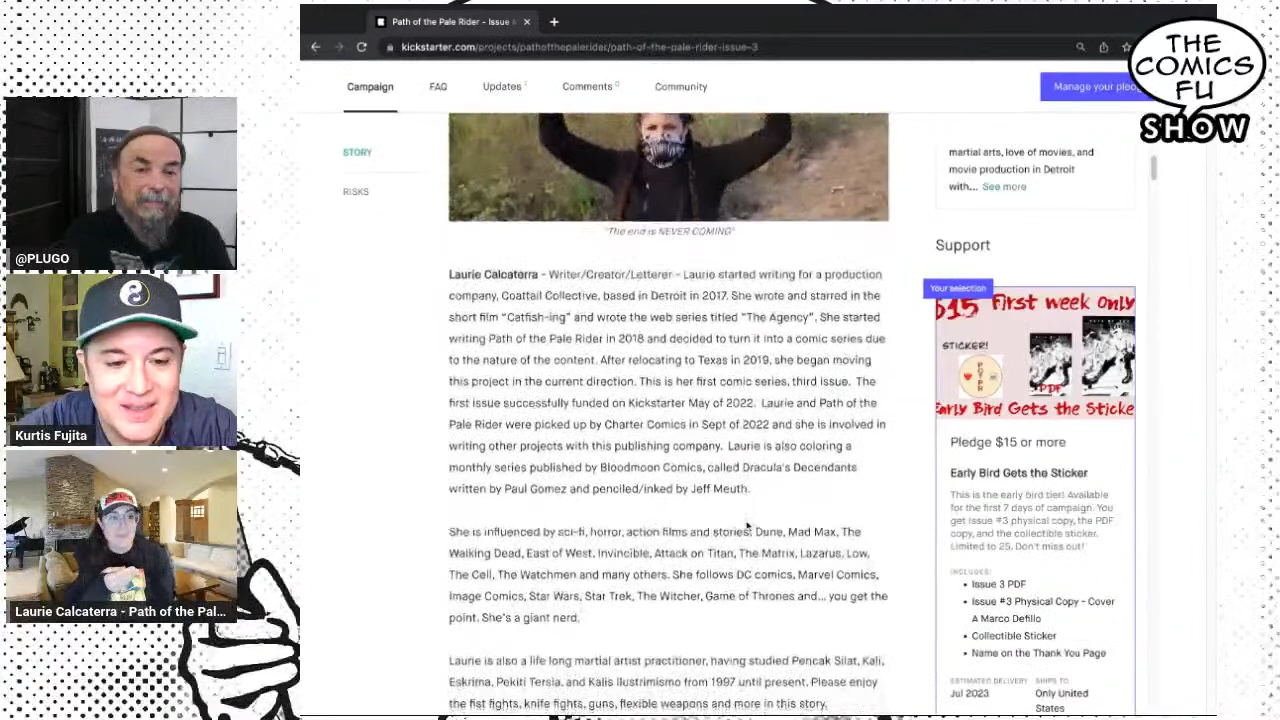 Path of the Pale Rider - Issue
kickstarter.com/projects/pathofthepalerider/path-of-the-pale-rider-issue-3
THE
COMICS
FU
SHOW
Campaign
FAQ
Updates 1
Comments 0
Community
Manage your pledg
STORY
RISKS
"The end is NEVER COMING"
Laurie Calcaterra - Writer/Creator/Letterer - Laurie started writing for a production
company, Coattail Collective, based in Detroit in 2017. She wrote and starred in the
short film "Catfish-ing" and wrote the web series titled "The Agency". She started
writing Path of the Pale Rider in 2018 and decided to turn it into a comic series due
to the nature of the content. After relocating to Texas in 2019, she began moving
this project in the current direction. This is her first comic series, third issue. The
first issue successfully funded on Kickstarter May of 2022. Laurie and Path of the
Pale Rider were picked up by Charter Comics in Sept of 2022 and she is involved in
writing other projects with this publishing company. Laurie is also coloring a
monthly series published by Bloodmoon Comics, called Dracula's Decendants
written by Paul Gomez and penciled/inked by Jeff Meuth.
She is influenced by sci-fi, horror, action films and stories: Dune, Mad Max, The
Walking Dead, East of West, Invincible, Attack on Titan, The Matrix, Lazarus, Low,
The Cell, The Watchmen and many others. She follows DC comics, Marvel Comics,
Image Comics, Star Wars, Star Trek, The Witcher, Game of Thrones and... you get the
point. She's a giant nerd.
Laurie is also a life long martial artist practitioner, having studied Pencak Silat, Kali,
Eskrima, Pekiti Tersia, and Kalis Ilustrimismo from 1997 until present. Please enjoy
the fist fights, knife fights, guns, flexible weapons and more in this story.
martial arts, love of movies, and
movie production in Detroit
with... See more
Support
Your selection
$15 First week only
STICKER!
PDF
Early Bird Gets the Sticke
Pledge $15 or more
Early Bird Gets the Sticker
This is the early bird tier! Available
for the first 7 days of campaign. You
get issue #3 physical copy, the PDF
copy, and the collectible sticker.
Limited to 25. Don't miss out!
INCLUDES:
Issue 3 PDF
Issue #3 Physical Copy - Cover
A Marco Defillo
Collectible Sticker
Name on the Thank You Page
ESTIMATED DELIVERY
SHIPS TO
Jul 2023
Only United
States
@PLUGO
Kurtis Fujita
Laurie Calcaterra - Path of the Pal...